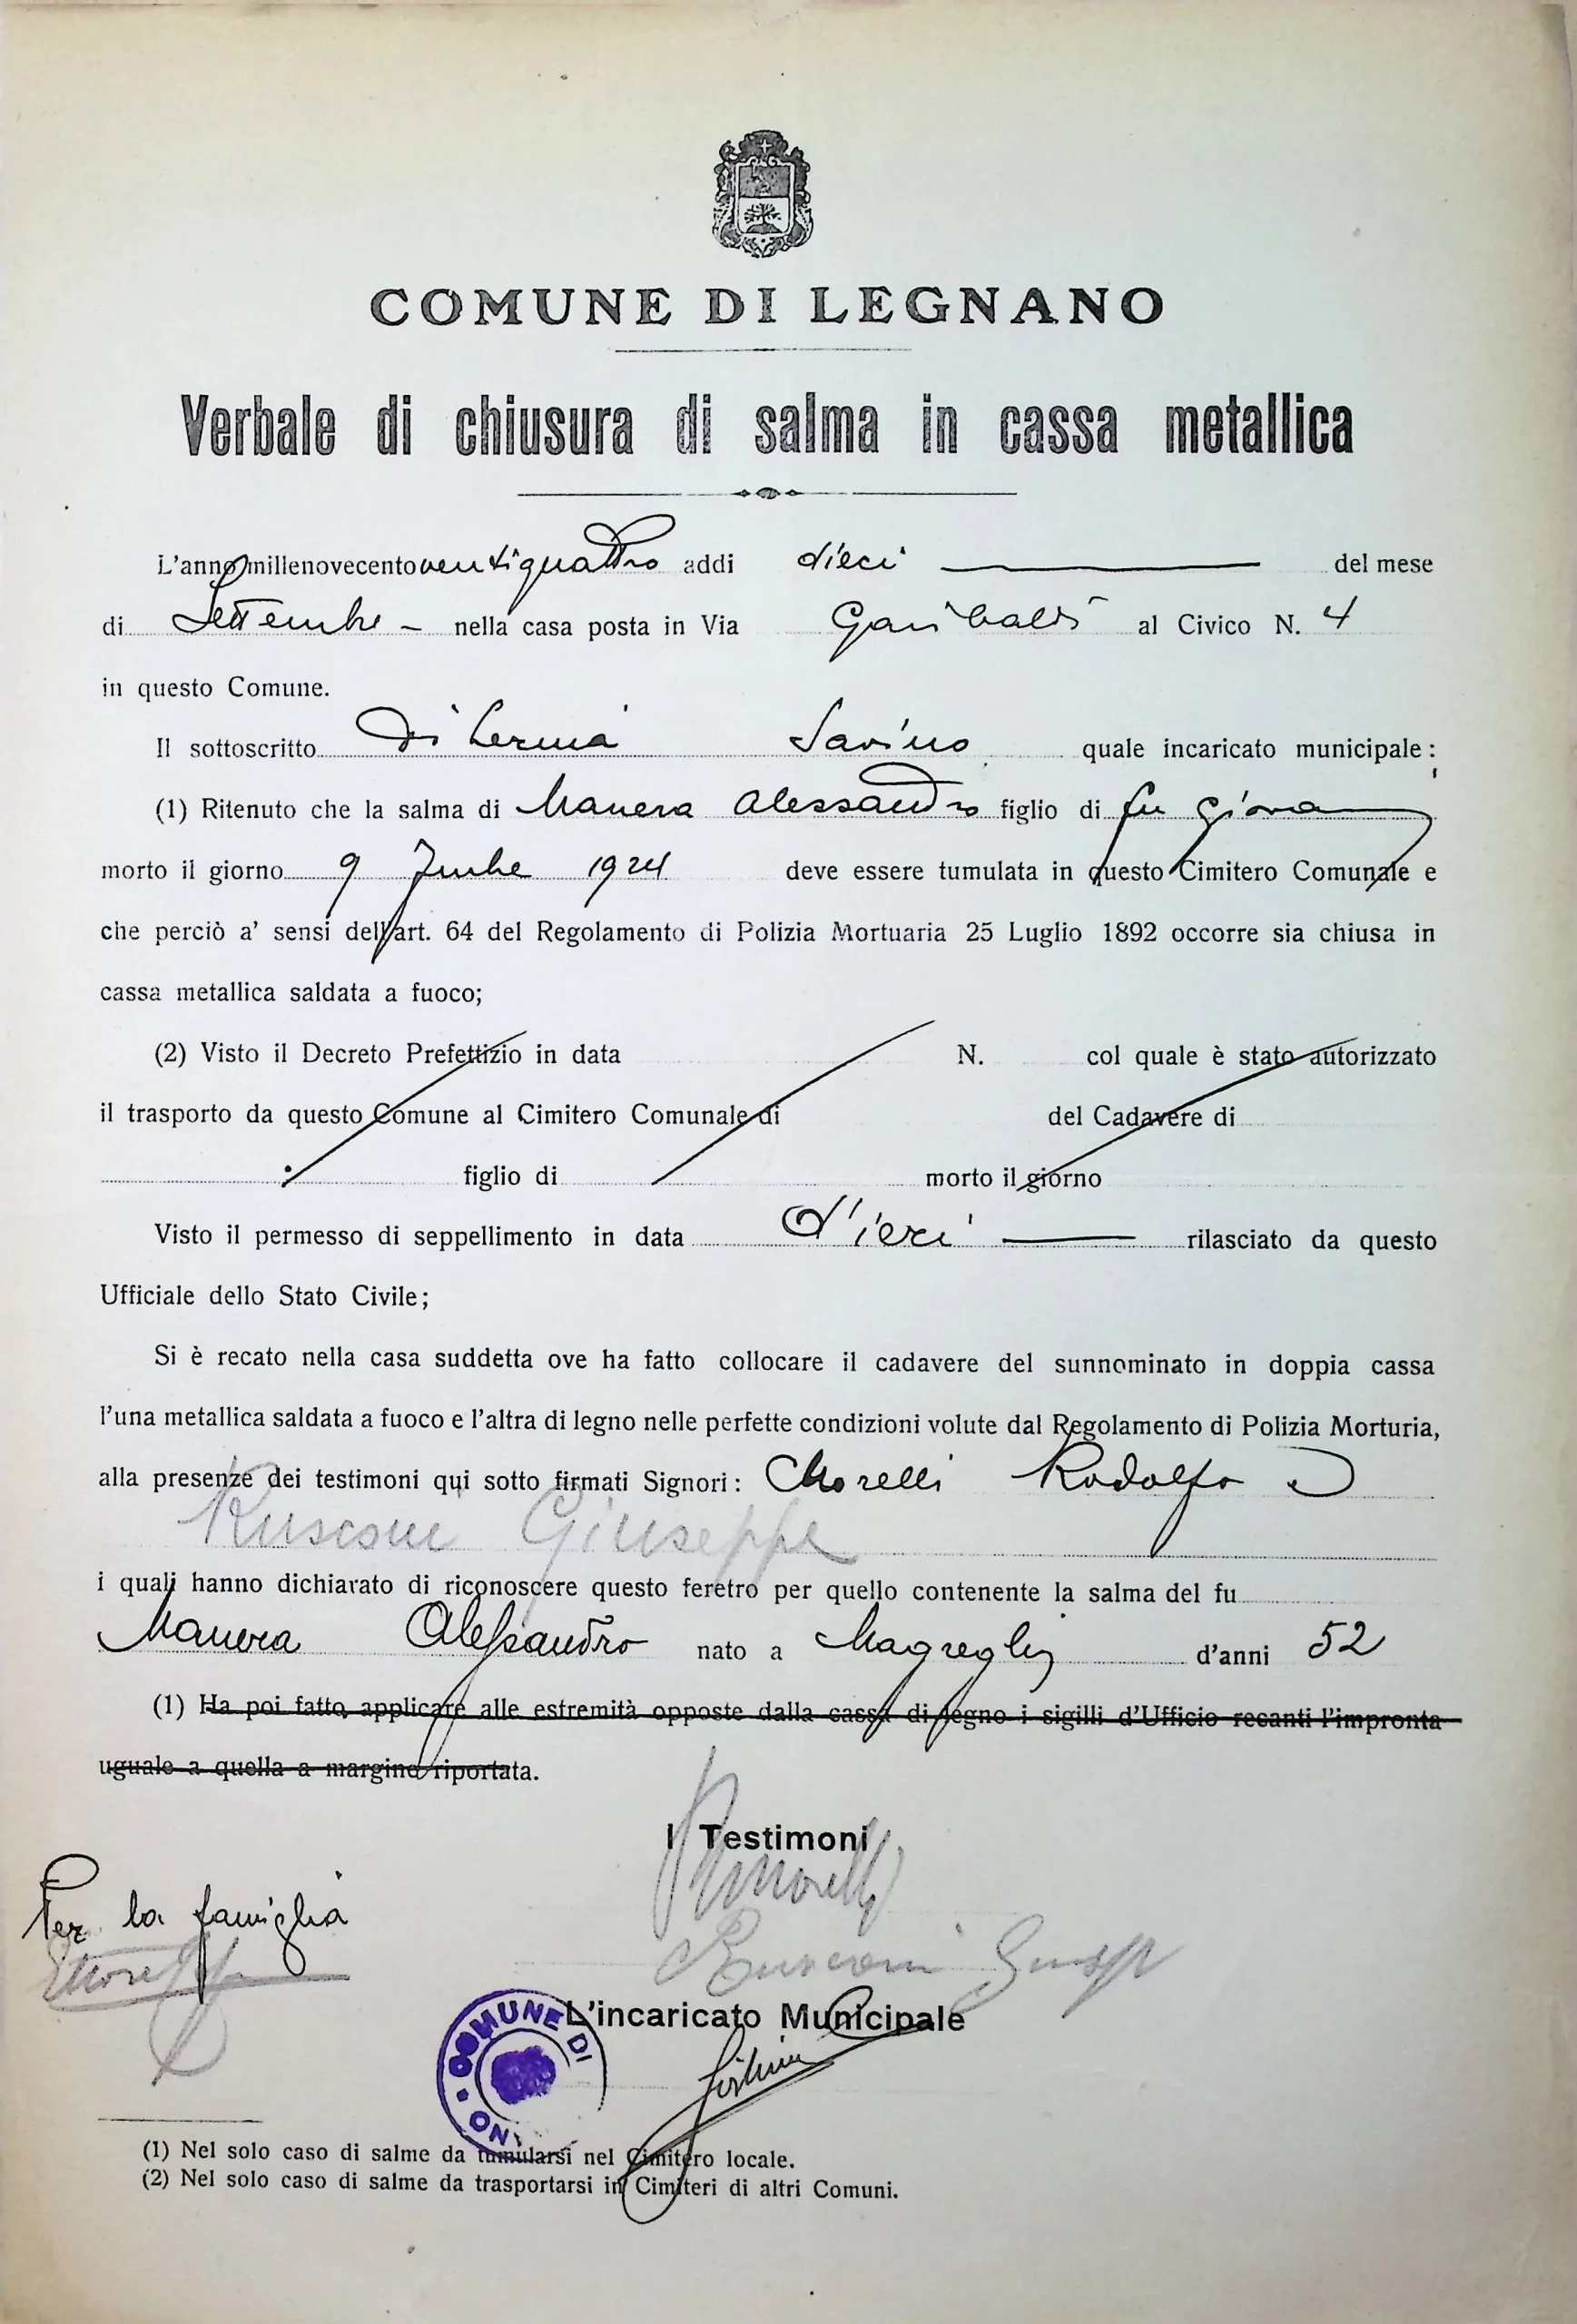 COMUNE DI LEGNANO
Verbale di chiusura di salma in cassa metallica
L'anno millenovecento ventiquattro addi dieci del mese
di Settembre - nella casa posta in Via Garibaldi al Civico N. 4
in questo Comune.
Il sottoscritto Di Lernia Savino quale incaricato municipale:
(1) Ritenuto che la salma di Manera Alessandro figlio di fu
morto il giorno 9 1924 deve essere tumulata in questo Cimitero Comunale e
che perciò a' sensi dell'art. 64 del Regolamento di Polizia Mortuaria 25 Luglio 1892 occorre sia chiusa in
cassa metallica saldata a fuoco;
(2) Visto il Decreto Prefettizio in data N. col quale è stato autorizzato
il trasporto da questo Comune al Cimitero Comunale di del Cadavere di
figlio di morto il giorno
Visto il permesso di seppellimento in data dieci rilasciato da questo
Ufficiale dello Stato Civile;
Si è recato nella casa suddetta ove ha fatto collocare il cadavere del sunnominato in doppia cassa
l'una metallica saldata a fuoco e l'altra di legno nelle perfette condizioni volute dal Regolamento di Polizia Morturia,
alla presenze dei testimoni qui sotto firmati Signori: Morelli Rodolfo
Rusconi Giuseppe
i quali hanno dichiarato di riconoscere questo feretro per quello contenente la salma del fu
Manera Alessandro nato a Magreglio d'anni 52
(1) Ha poi fatto applicare alle estremità opposte dalla cassa di legno i sigilli d'Ufficio recanti l'impronta
uguale a quella a margine riportata.
I Testimoni
Morelli
Per la famiglia
Rusconi Giusep
Ettore
L'incaricato Municipale
COMUNE DI
NO
(1) Nel solo caso di salme da tumularsi nel Cimitero locale.
(2) Nel solo caso di salme da trasportarsi in Cimiteri di altri Comuni.